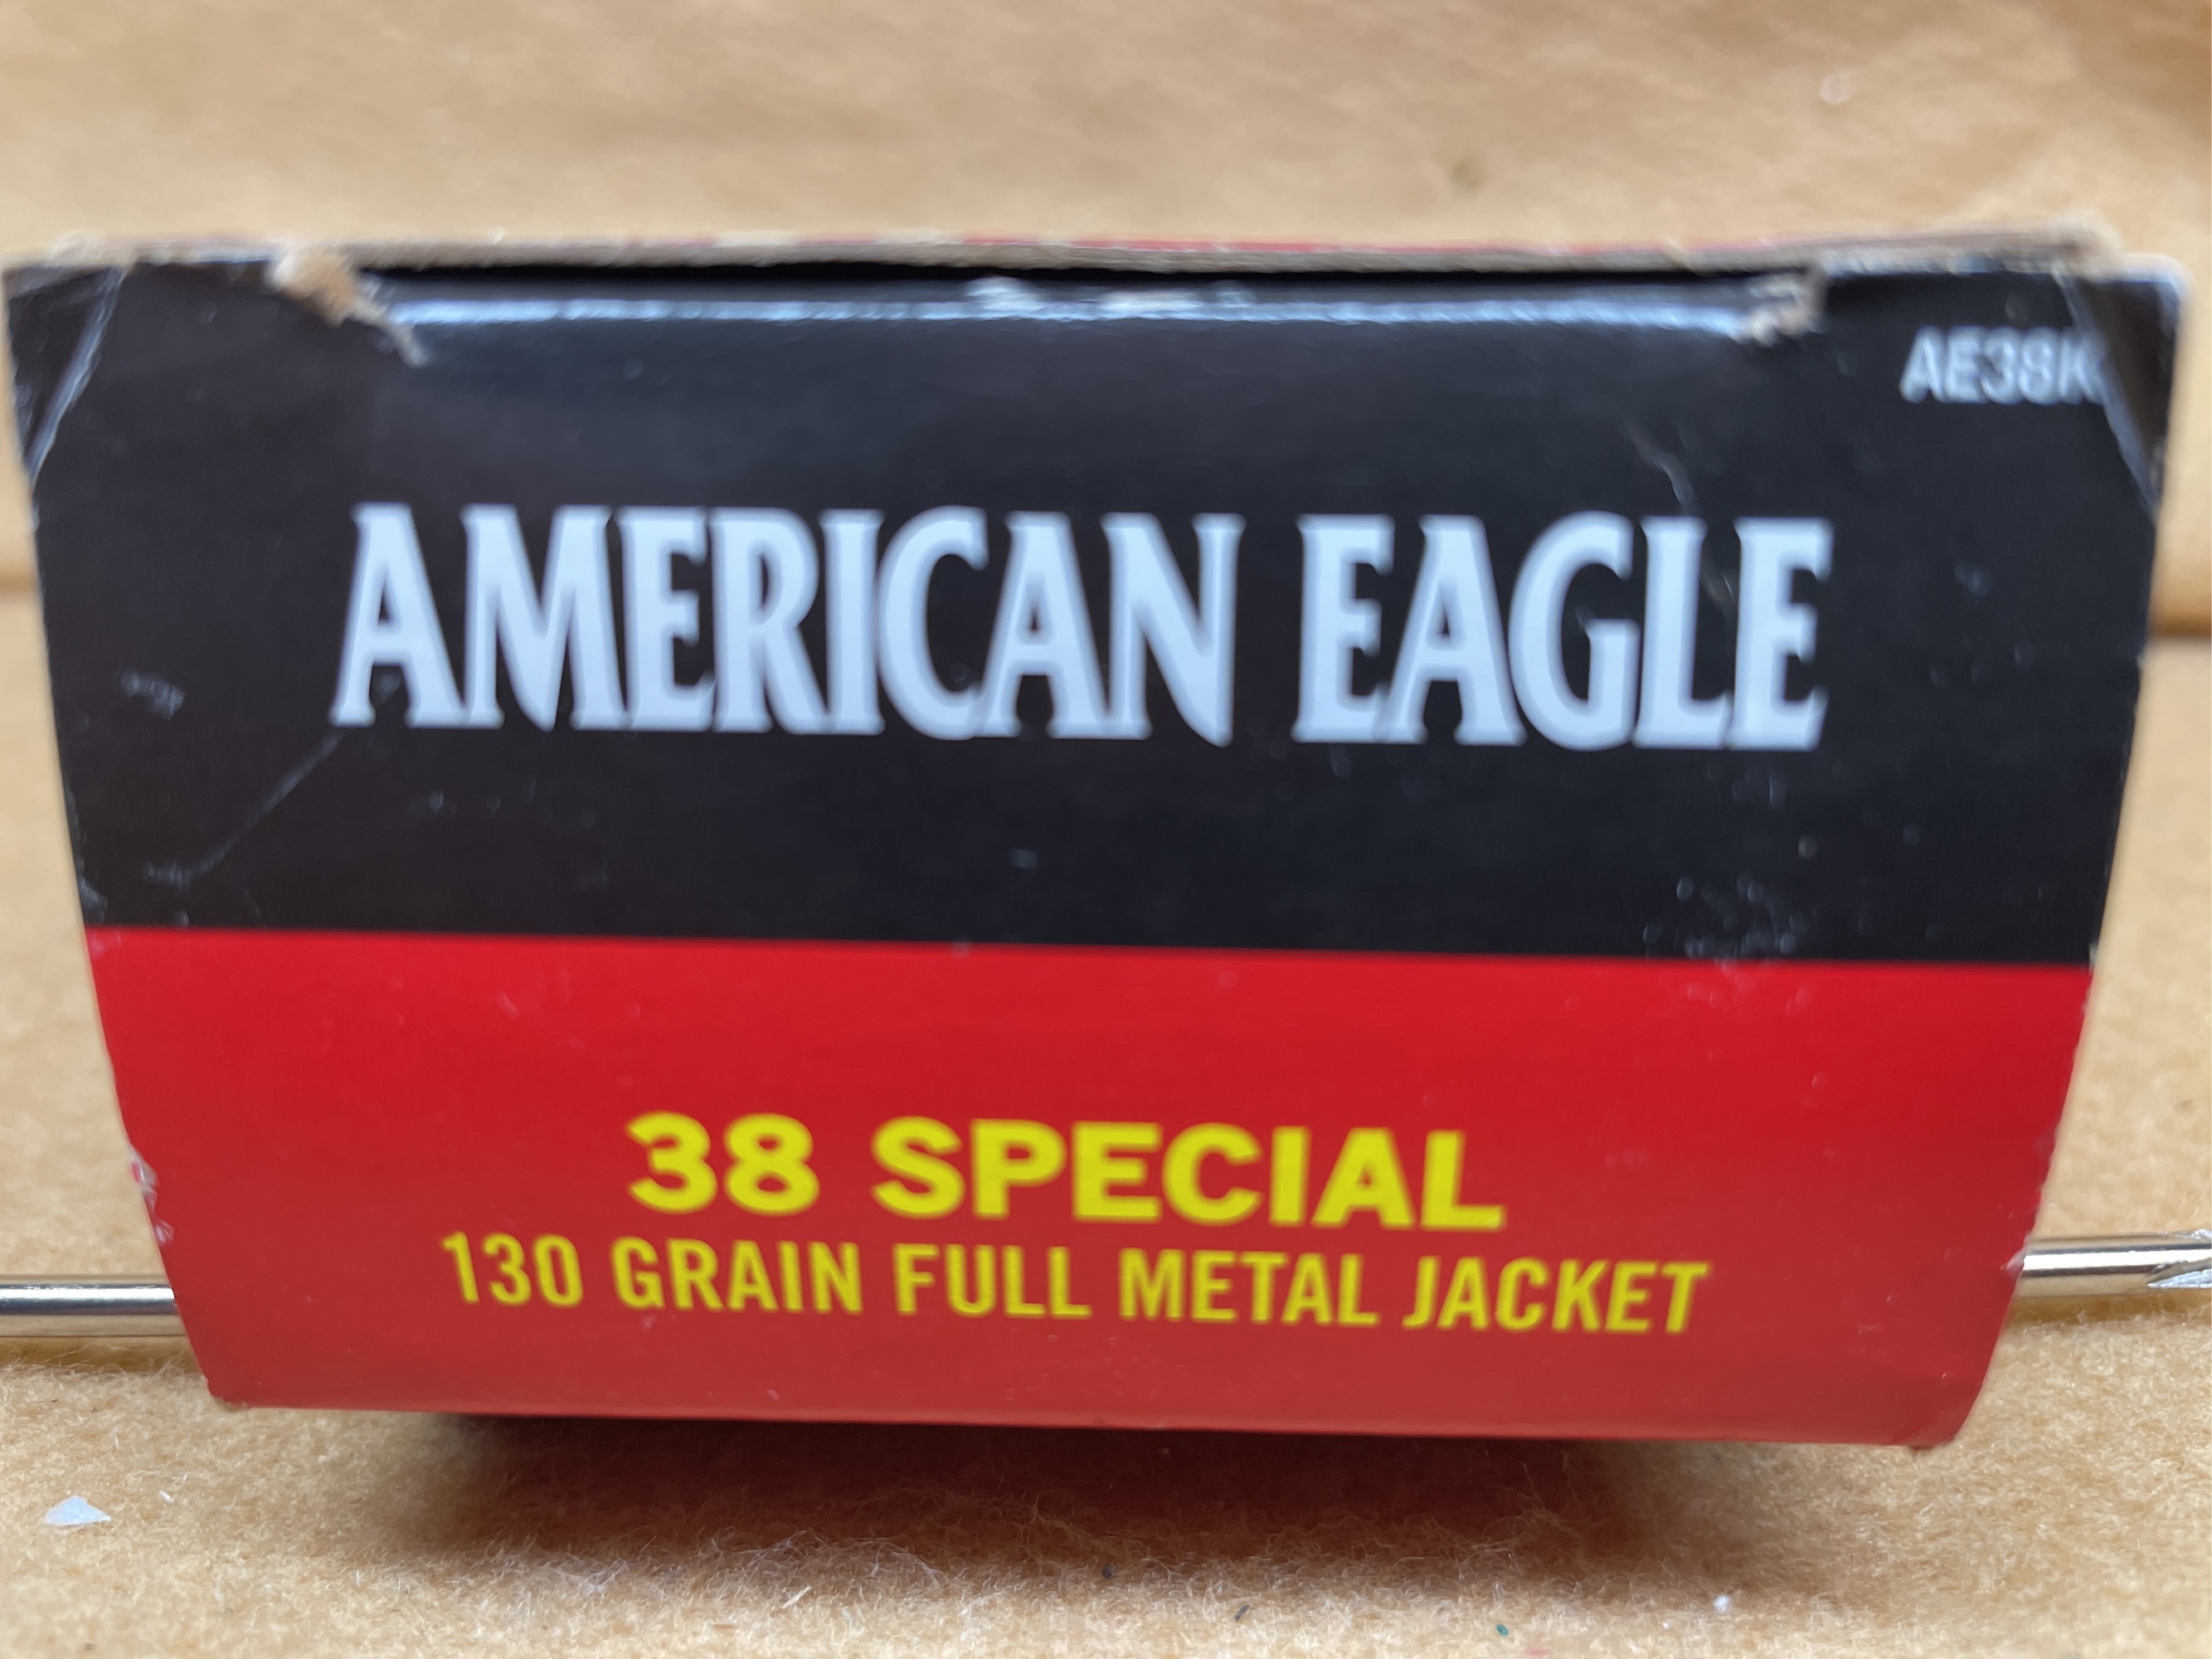 AE38K
AMERICAN EAGLE
38 SPECIAL
130 GRAIN FULL METAL JACKET